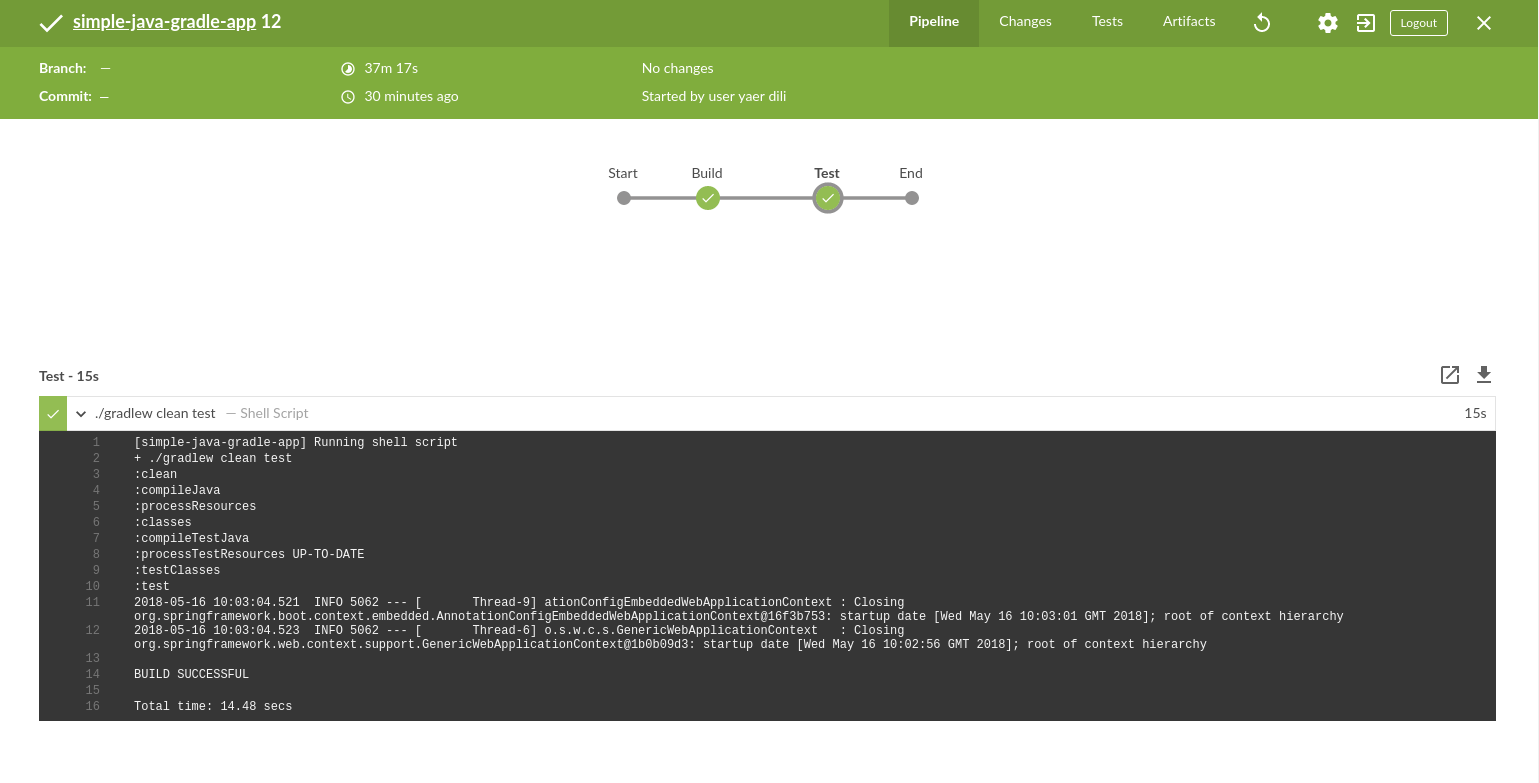 simple-java-gradle-app 12
Pipeline
Changes
Tests
Artifacts
Logout
Branch: —
37m 17s
No changes
Commit: —
30 minutes ago
Started by user yaer dili
Start
Build
Test
End
Test - 15s
./gradlew clean test — Shell Script
15s
1 [simple-java-gradle-app] Running shell script
2 + ./gradlew clean test
3 :clean
4 :compileJava
5 :processResources
6 :classes
7 :compileTestJava
8 :processTestResources UP-TO-DATE
9 :testClasses
10 :test
11 2018-05-16 10:03:04.521  INFO 5062 --- [       Thread-9] ationConfigEmbeddedWebApplicationContext : Closing
org.springframework.boot.context.embedded.AnnotationConfigEmbeddedWebApplicationContext@16f3b753: startup date [Wed May 16 10:03:01 GMT 2018]; root of context hierarchy
12 2018-05-16 10:03:04.523  INFO 5062 --- [       Thread-6] o.s.w.c.s.GenericWebApplicationContext   : Closing
org.springframework.web.context.support.GenericWebApplicationContext@1b0b09d3: startup date [Wed May 16 10:02:56 GMT 2018]; root of context hierarchy
13
14 BUILD SUCCESSFUL
15
16 Total time: 14.48 secs